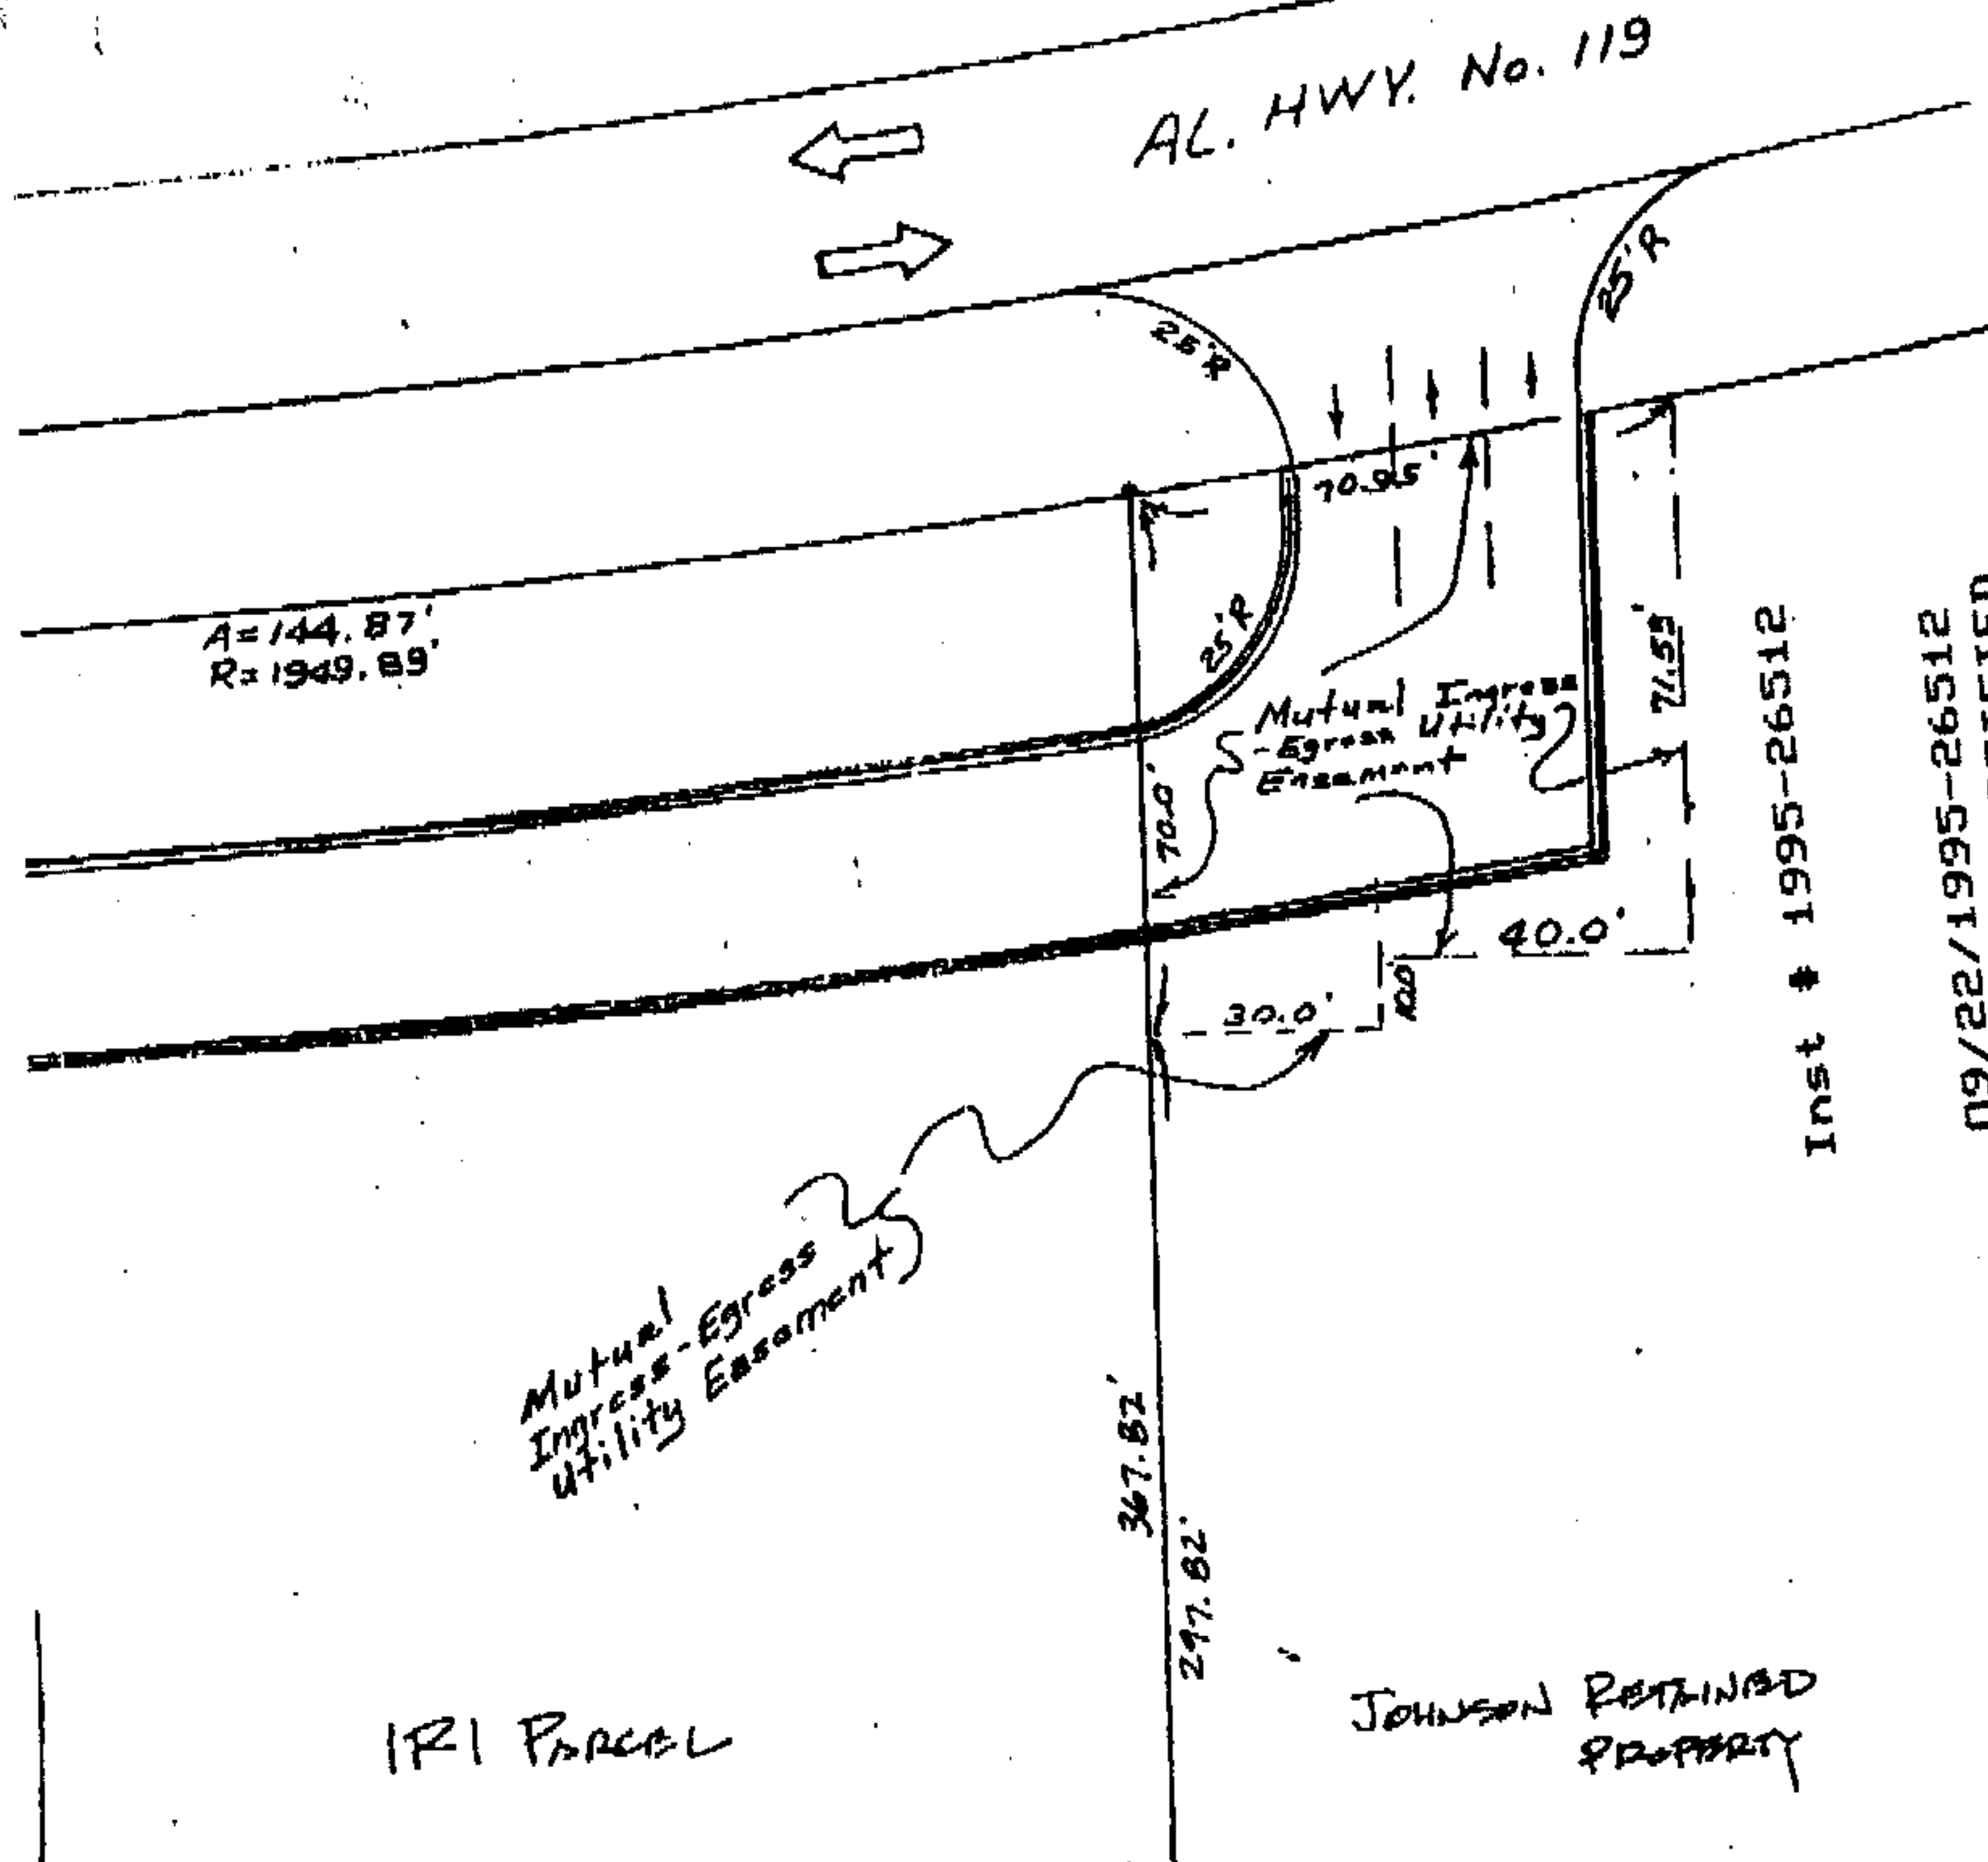 AL. HWY. No. 119
25'R
25'R
70.95'
25'R
A=144.87'
R=1949.89'
71.55'
Mutual Ingress
-Egress Utility
Easement
70.0'
40.0'
30.0'
Mutual
Ingress-Egress
Utility Easement
367.82'
297.82'
IRI PARCEL
JOHNSON RETAINED
PROPERTY
Inst # 1995-26512
09/22/1995-26512